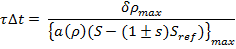 τΔt = δρ_max / {a(ρ)(S − (1 ± s)S_ref)}_max